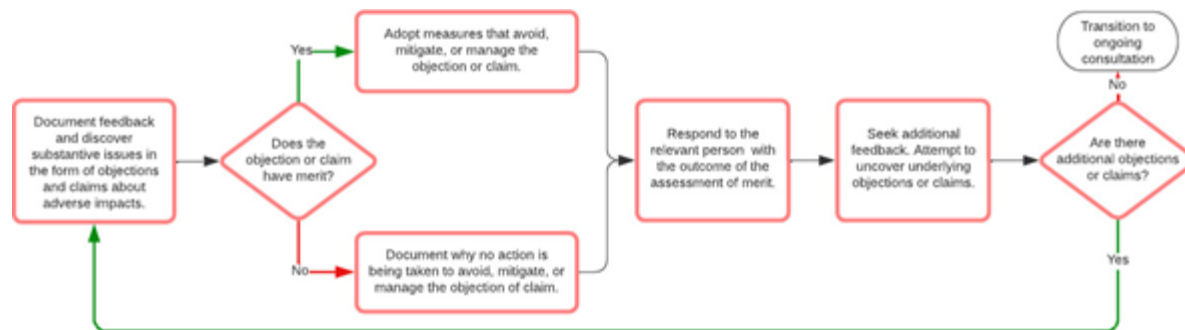 Document feedback
and discover
substantive issues in
the form of objections
and claims about
adverse impacts.
Does the
objection or claim
have merit?
Yes
Adopt measures that avoid,
mitigate, or manage the
objection or claim.
No
Document why no action is
being taken to avoid, mitigate, or
manage the objection of claim.
Respond to the
relevant person with
the outcome of the
assessment of merit.
Seek additional
feedback. Attempt to
uncover underlying
objections or claims.
Are there
additional objections
or claims?
No
Transition to
ongoing
consultation
Yes